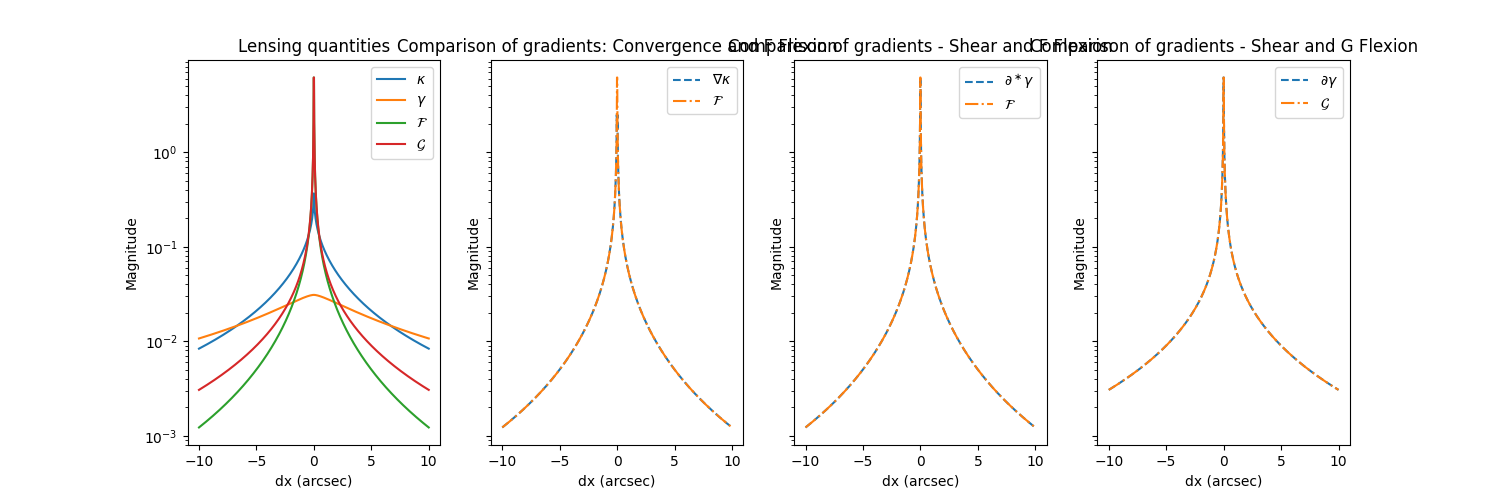 Lensing quantities
Comparison of gradients: Convergence and F Flexion
Comparison of gradients - Shear and F Flexion
Comparison of gradients - Shear and G Flexion
κ
γ
ℱ
𝒢
∇κ
ℱ
∂*γ
ℱ
∂γ
𝒢
Magnitude
Magnitude
Magnitude
Magnitude
10⁰
10⁻¹
10⁻²
10⁻³
−10 −5 0 5 10
−10 −5 0 5 10
−10 −5 0 5 10
−10 −5 0 5 10
dx (arcsec)
dx (arcsec)
dx (arcsec)
dx (arcsec)